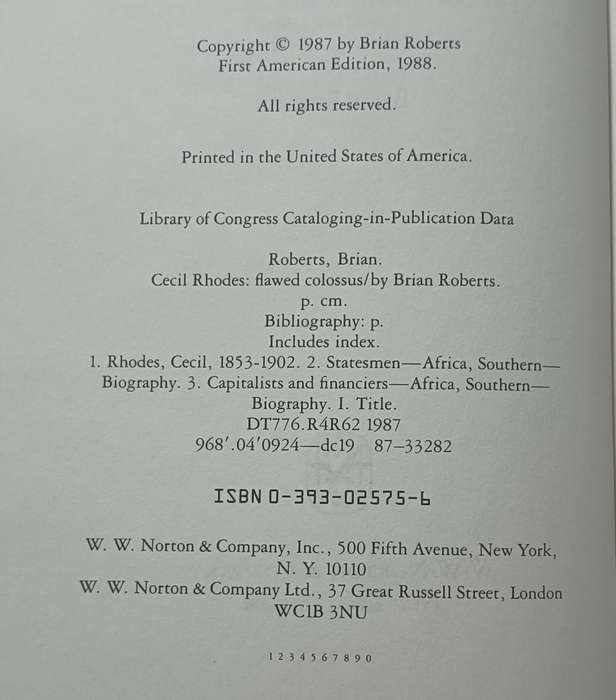 Copyright © 1987 by Brian Roberts
First American Edition, 1988.
All rights reserved.
Printed in the United States of America.
Library of Congress Cataloging-in-Publication Data
Roberts, Brian.
Cecil Rhodes: flawed colossus/by Brian Roberts.
p. cm.
Bibliography: p.
Includes index.
1. Rhodes, Cecil, 1853-1902. 2. Statesmen—Africa, Southern—
Biography. 3. Capitalists and financiers—Africa, Southern—
Biography. I. Title.
DT776.R4R62 1987
968′.04′0924—dc19 87–33282
ISBN 0-393-02575-6
W. W. Norton & Company, Inc., 500 Fifth Avenue, New York,
N. Y. 10110
W. W. Norton & Company Ltd., 37 Great Russell Street, London
WC1B 3NU
1 2 3 4 5 6 7 8 9 0